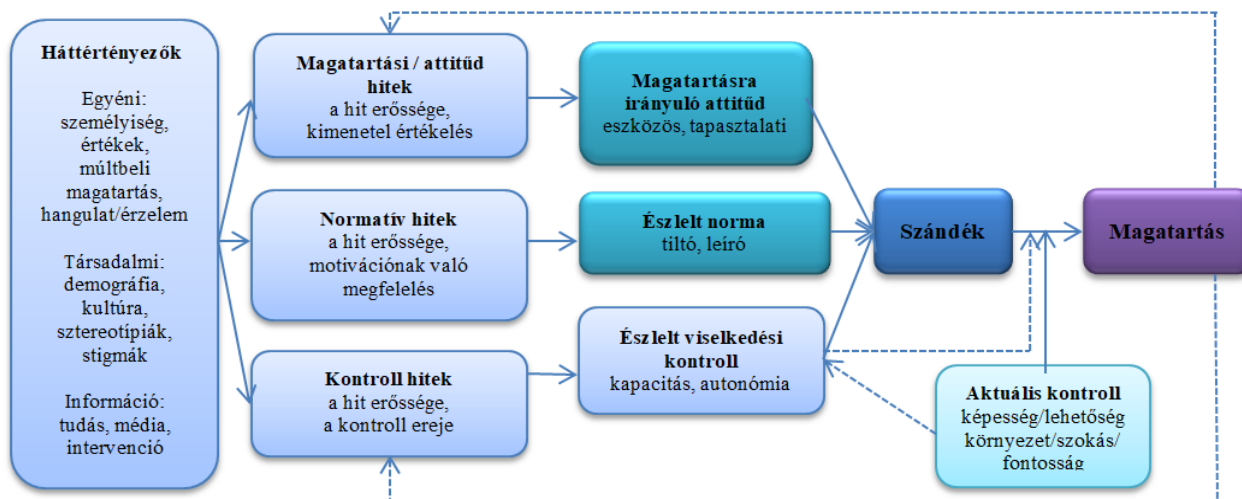 Háttértényezők
Egyéni:
személyiség,
értékek,
múltbeli
magatartás,
hangulat/érzelem
Társadalmi:
demográfia,
kultúra,
sztereotípiák,
stigmák
Információ:
tudás, média,
intervenció
Magatartási / attitűd
hitek
a hit erőssége,
kimenetel értékelés
Normatív hitek
a hit erőssége,
motivációnak való
megfelelés
Kontroll hitek
a hit erőssége,
a kontroll ereje
Magatartásra
irányuló attitűd
eszközös, tapasztalati
Észlelt norma
tiltó, leíró
Észlelt viselkedési
kontroll
kapacitás, autonómia
Szándék
Magatartás
Aktuális kontroll
képesség/lehetőség
környezet/szokás/
fontosság